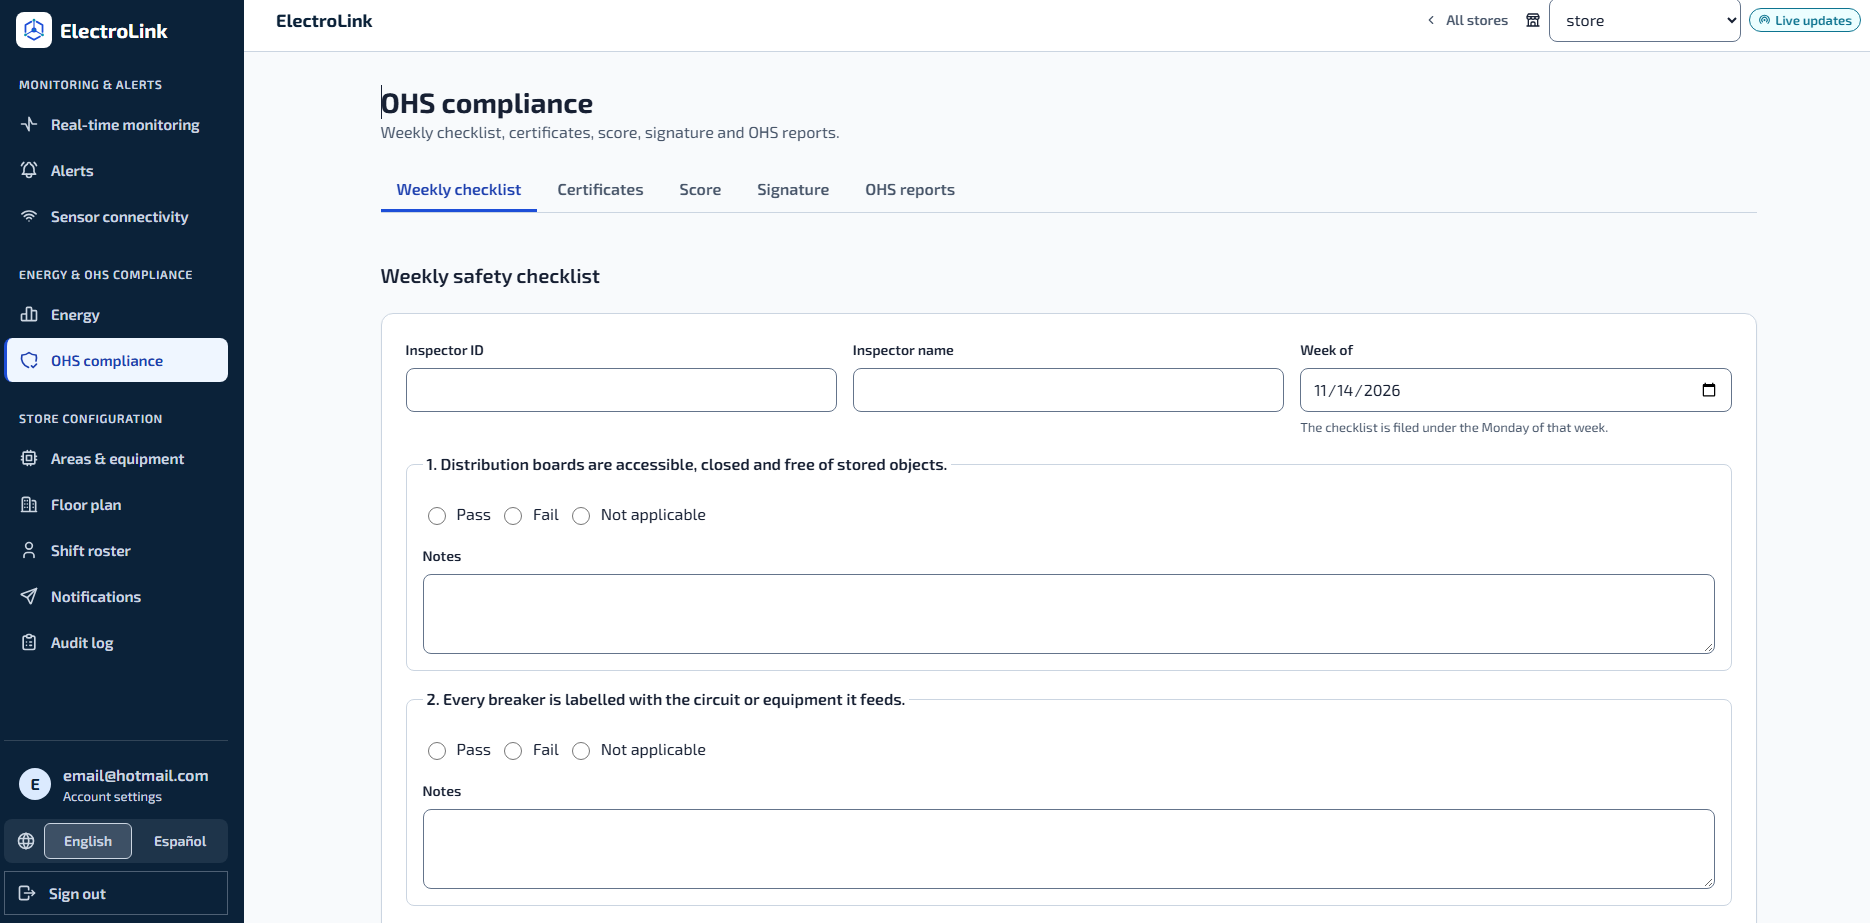 ElectroLink
MONITORING & ALERTS
Real-time monitoring
Alerts
Sensor connectivity
ENERGY & OHS COMPLIANCE
Energy
OHS compliance
STORE CONFIGURATION
Areas & equipment
Floor plan
Shift roster
Notifications
Audit log
E
email@hotmail.com
Account settings
English Español
Sign out
ElectroLink
All stores store Live updates
OHS compliance
Weekly checklist, certificates, score, signature and OHS reports.
Weekly checklist Certificates Score Signature OHS reports
Weekly safety checklist
Inspector ID Inspector name Week of
11/14/2026
The checklist is filed under the Monday of that week.
1. Distribution boards are accessible, closed and free of stored objects.
Pass Fail Not applicable
Notes
2. Every breaker is labelled with the circuit or equipment it feeds.
Pass Fail Not applicable
Notes